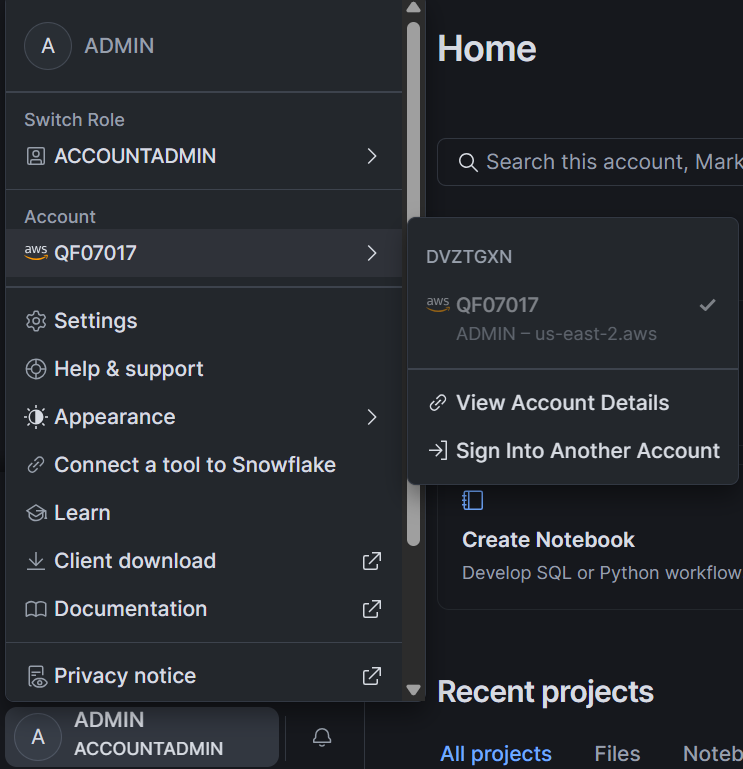 A ADMIN
Switch Role
ACCOUNTADMIN
Account
aws QF07017
Settings
Help & support
Appearance
Connect a tool to Snowflake
Learn
Client download
Documentation
Privacy notice
A ADMIN
ACCOUNTADMIN
DVZTGXN
aws QF07017
ADMIN – us-east-2.aws
View Account Details
Sign Into Another Account
Home
Search this account, Mark
Create Notebook
Develop SQL or Python workflow
Recent projects
All projects Files Noteb